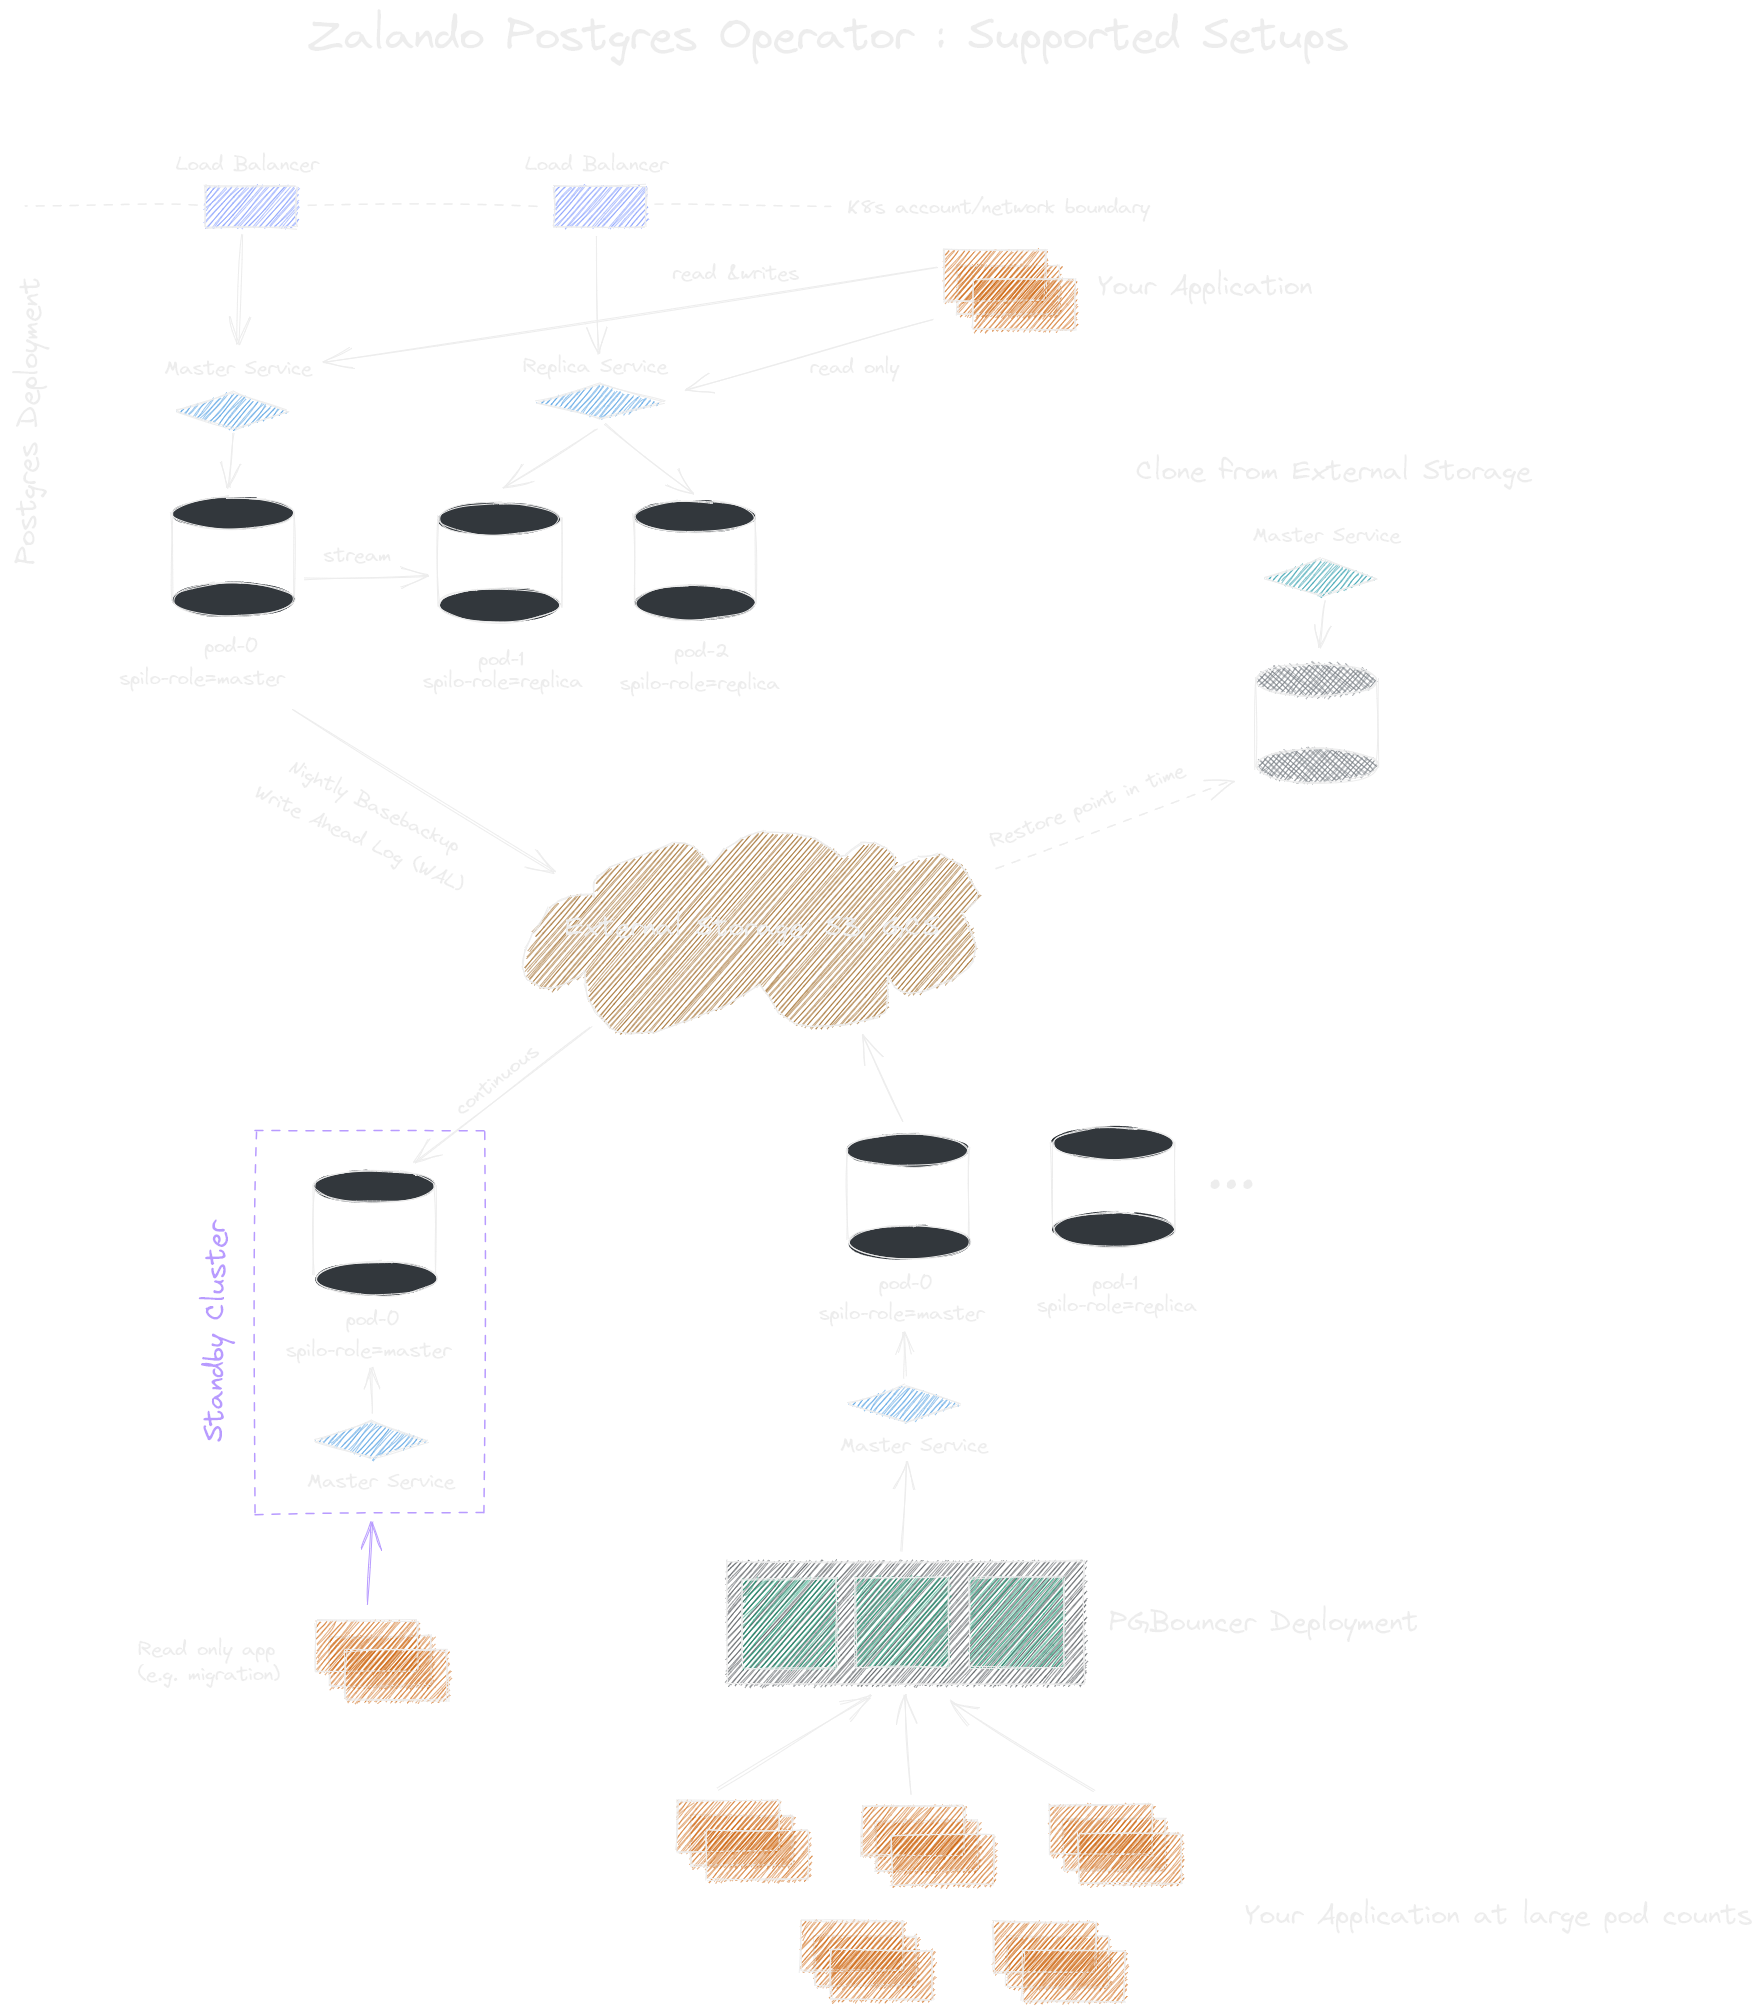 Zalando Postgres Operator : Supported Setups
Load Balancer
Load Balancer
K8s account/network boundary
Postgres Deployment
read &writes
Your Application
Master Service
Replica Service
read only
stream
pod-0
spilo-role=master
pod-1
spilo-role=replica
pod-2
spilo-role=replica
Clone from External Storage
Master Service
Nightly Basebackup
Write Ahead Log (WAL)
Restore point in time
External Storage, S3, GCS
continuous
Standby Cluster
pod-0
spilo-role=master
Master Service
Read only app
(e.g. migration)
pod-0
spilo-role=master
pod-1
spilo-role=replica
...
Master Service
PGBouncer Deployment
Your Application at large pod counts